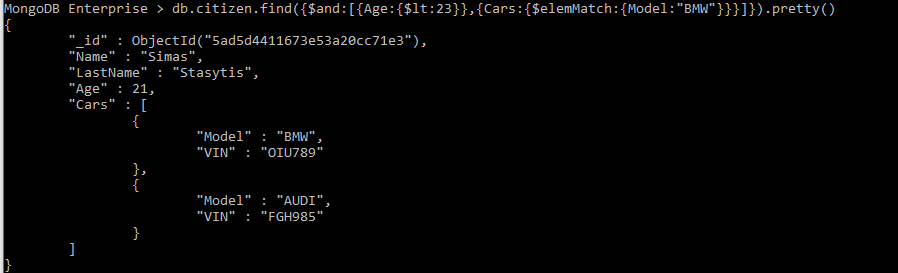 MongoDB Enterprise > db.citizen.find({$and:[{Age:{$lt:23}},{Cars:{$elemMatch:{Model:"BMW"}}}]}).pretty()
{
        "_id" : ObjectId("5ad5d4411673e53a20cc71e3"),
        "Name" : "Simas",
        "LastName" : "Stasytis",
        "Age" : 21,
        "Cars" : [
                {
                        "Model" : "BMW",
                        "VIN" : "OIU789"
                },
                {
                        "Model" : "AUDI",
                        "VIN" : "FGH985"
                }
        ]
}